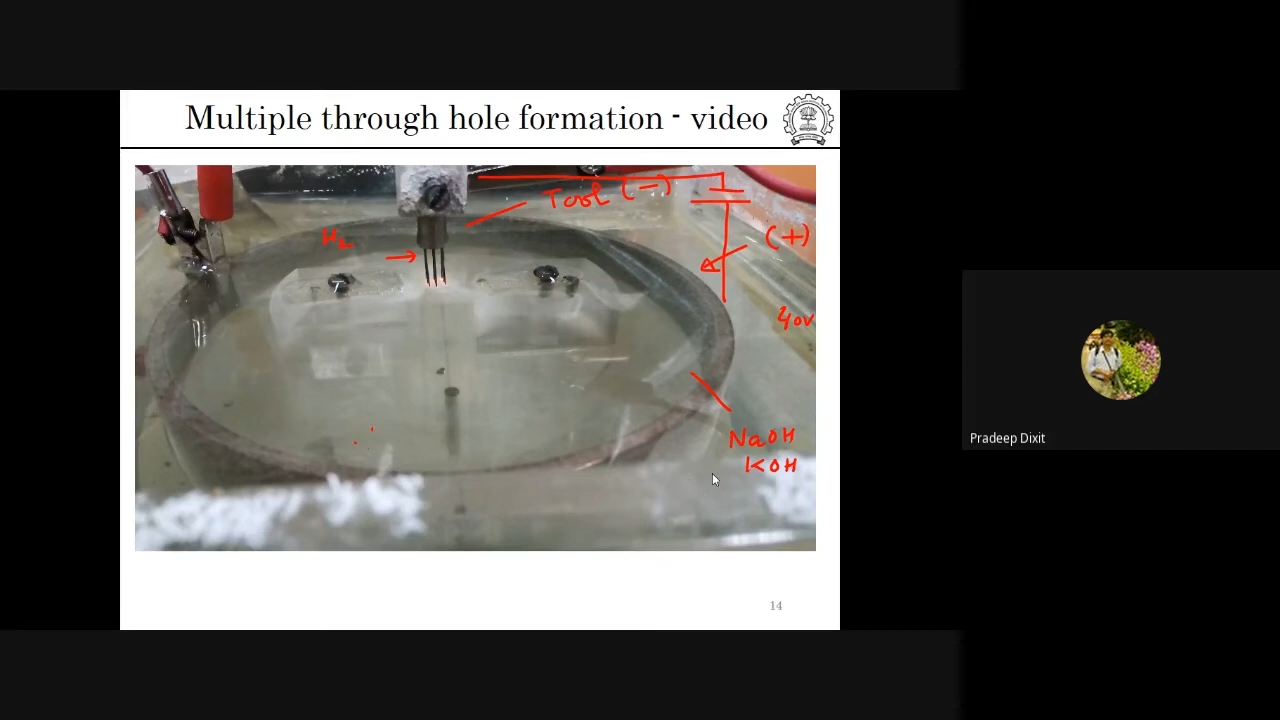 Multiple through hole formation - video
Tool (-)
H2
(+)
40V
NaOH
KOH
Pradeep Dixit
14